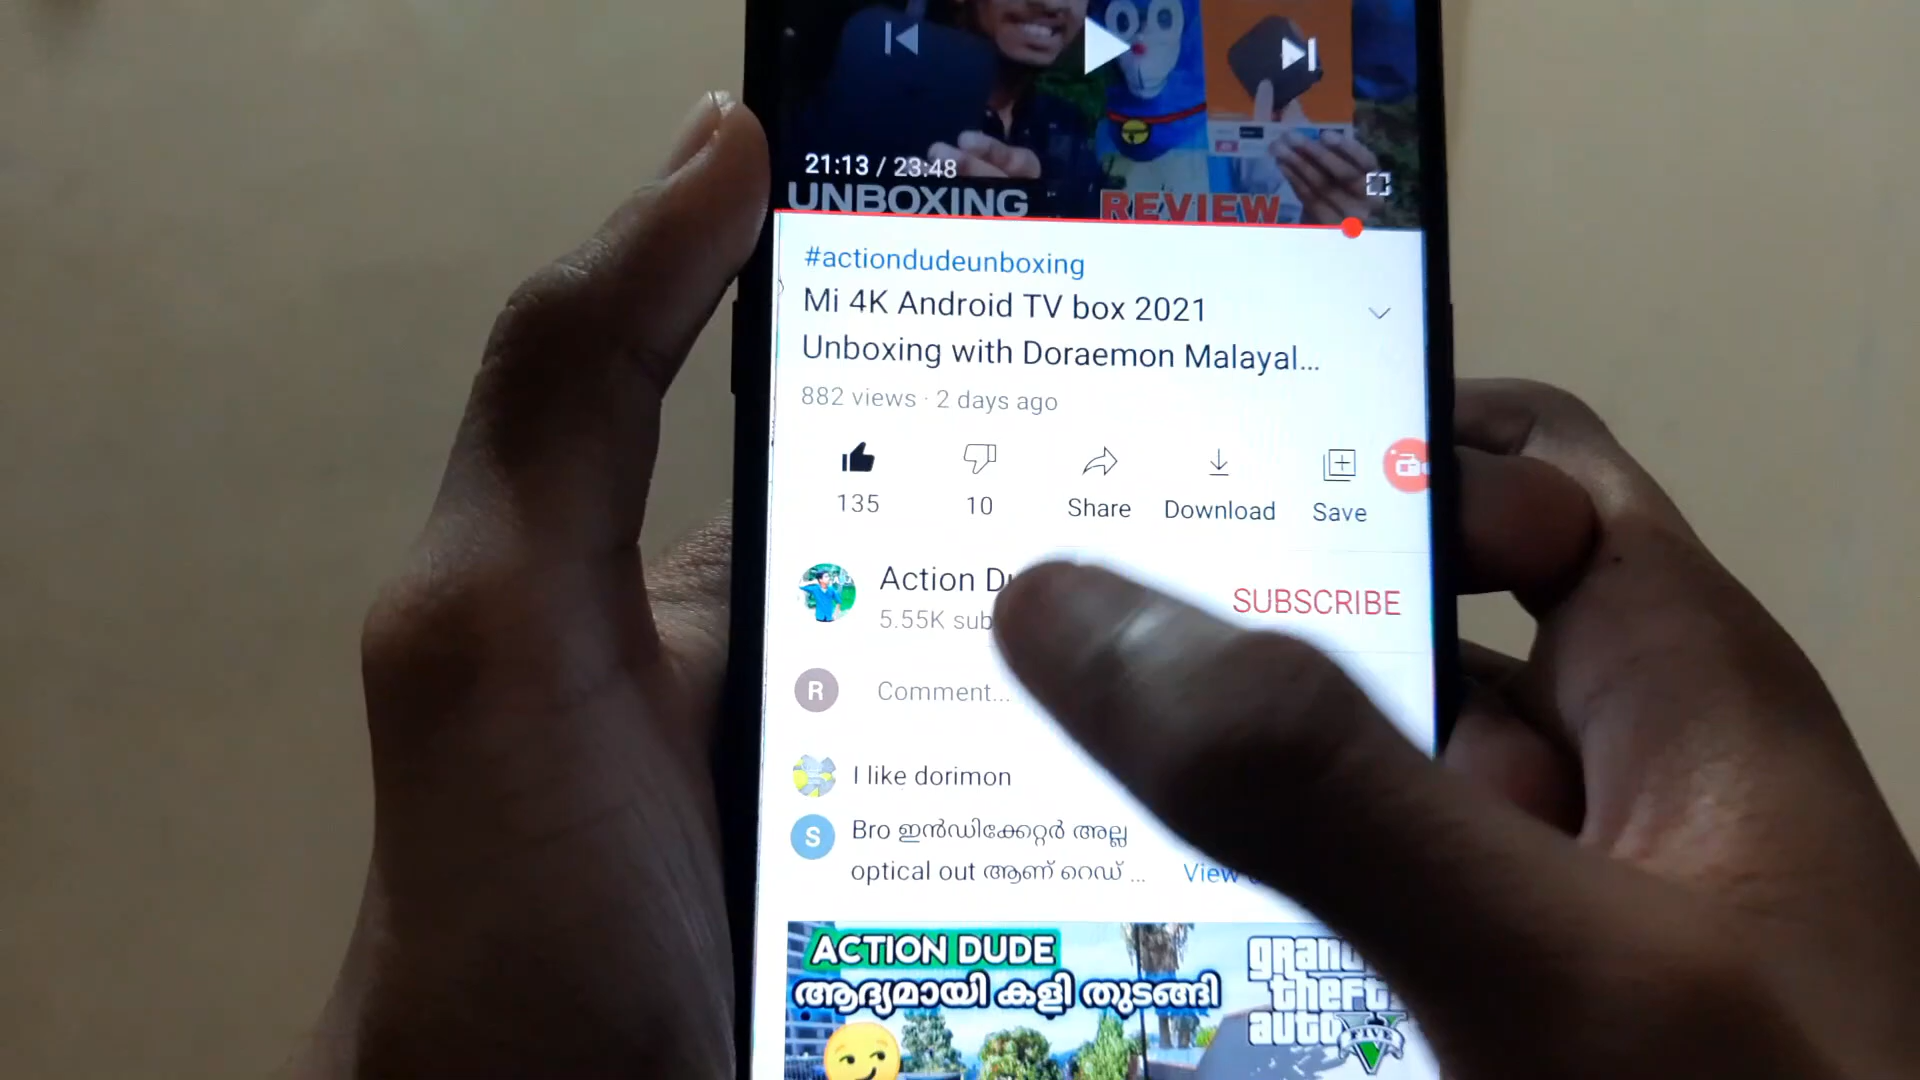 21:13 / 23:48
UNBOXING
REVIEW
#actiondudeunboxing
Mi 4K Android TV box 2021
Unboxing with Doraemon Malayal...
882 views · 2 days ago
135
10
Share
Download
Save
Action
5.55K
SUBSCRIBE
R
Comment...
I like dorimon
S
Bro ഇൻഡിക്കേറ്റർ അല്ല
optical out ആണ് റെഡ് ...
View
ACTION DUDE
ആദ്യമായി കളി തുടങ്ങി
grand
theft
auto
FIVE